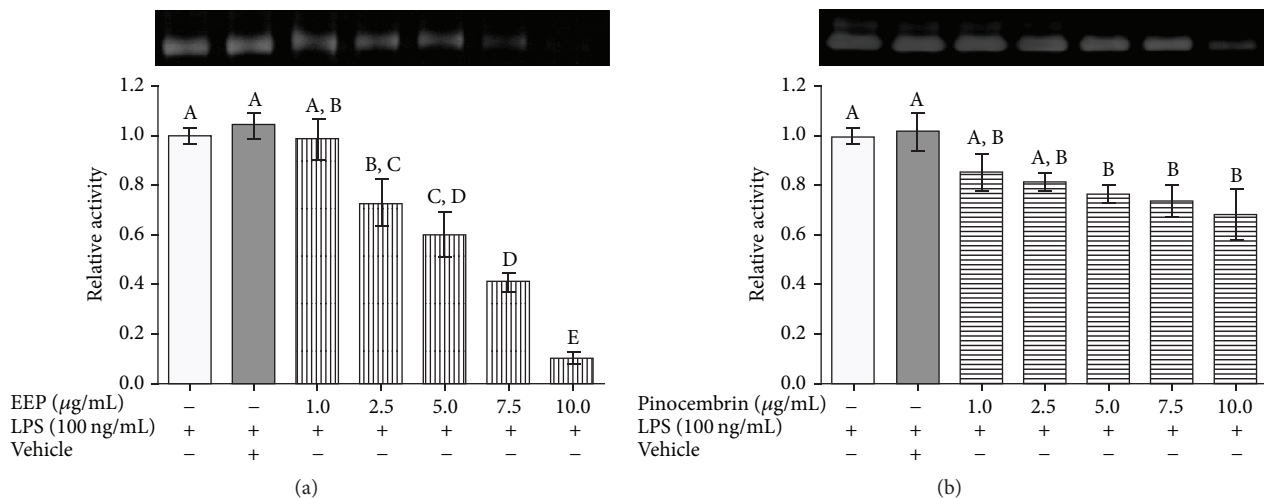 1.2
1.0
0.8
0.6
0.4
0.2
0.0
Relative activity
A
A
A, B
B, C
C, D
D
E
EEP (μg/mL) – – 1.0 2.5 5.0 7.5 10.0
LPS (100 ng/mL) + + + + + + +
Vehicle – + – – – – –
(a)
1.2
1.0
0.8
0.6
0.4
0.2
0.0
Relative activity
A
A
A, B
A, B
B
B
B
Pinocembrin (μg/mL) – – 1.0 2.5 5.0 7.5 10.0
LPS (100 ng/mL) + + + + + + +
Vehicle – + – – – – –
(b)